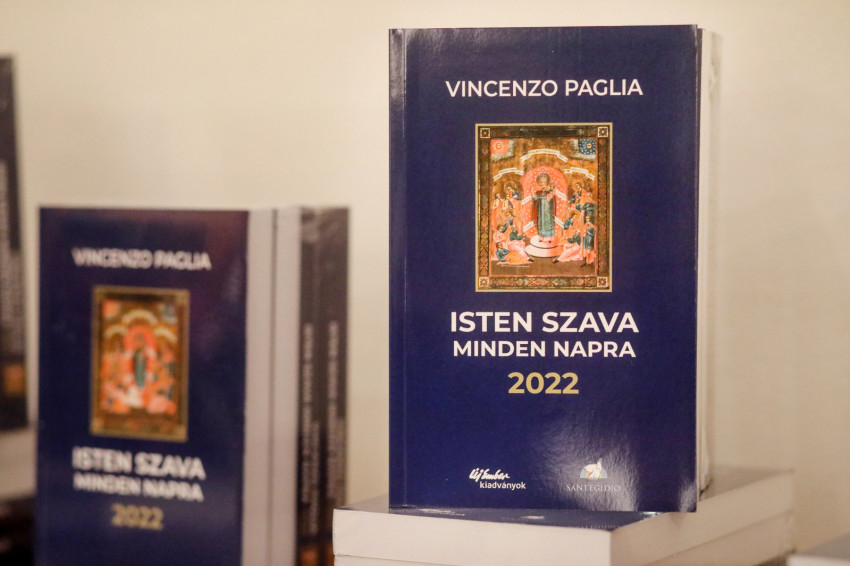 VINCENZO PAGLIA
ISTEN SZAVA
MINDEN NAPRA
2022
Új Ember
kiadványok
SANT'EGIDIO
VINCENZO PAGLIA
ISTEN SZAVA
MINDEN NAPRA
2022